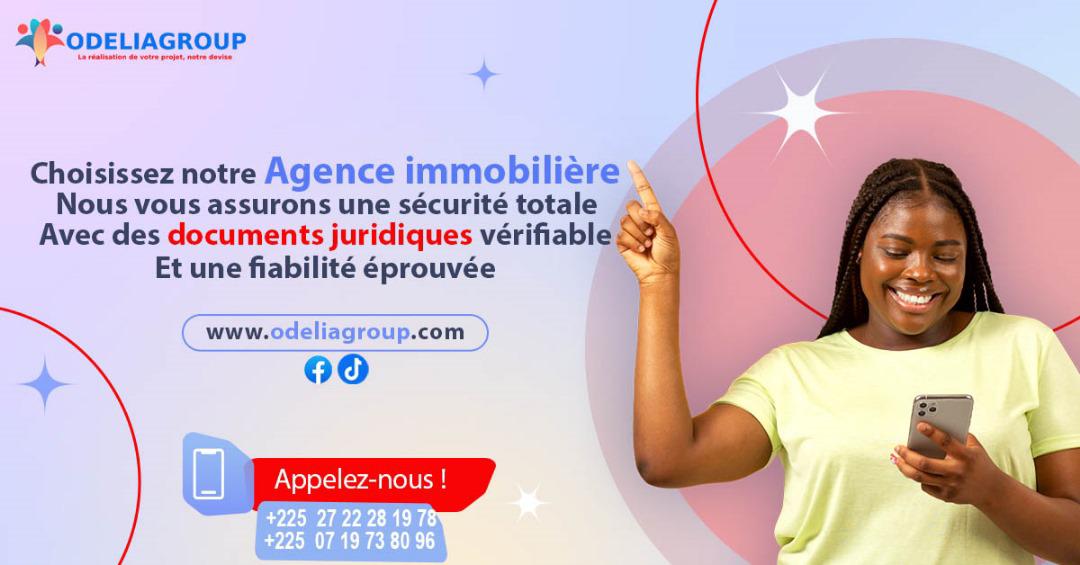 ODELIAGROUP
La réalisation de votre projet, notre devise
Choisissez notre Agence immobilière
Nous vous assurons une sécurité totale
Avec des documents juridiques vérifiable
Et une fiabilité éprouvée
www.odeliagroup.com
Appelez-nous !
+225 27 22 28 19 78
+225 07 19 73 80 96